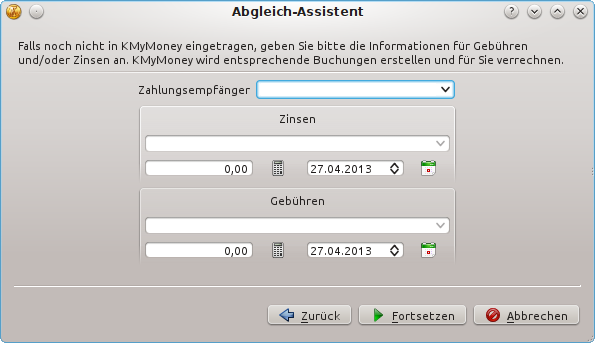 Abgleich-Assistent
Falls noch nicht in KMyMoney eingetragen, geben Sie bitte die Informationen für Gebühren
und/oder Zinsen an. KMyMoney wird entsprechende Buchungen erstellen und für Sie verrechnen.
Zahlungsempfänger
Zinsen
0,00 27.04.2013
Gebühren
0,00 27.04.2013
Zurück Fortsetzen Abbrechen